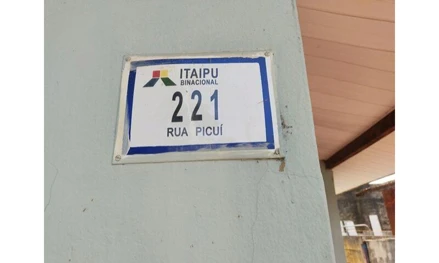 ITAIPU
BINACIONAL
221
RUA PICUÍ